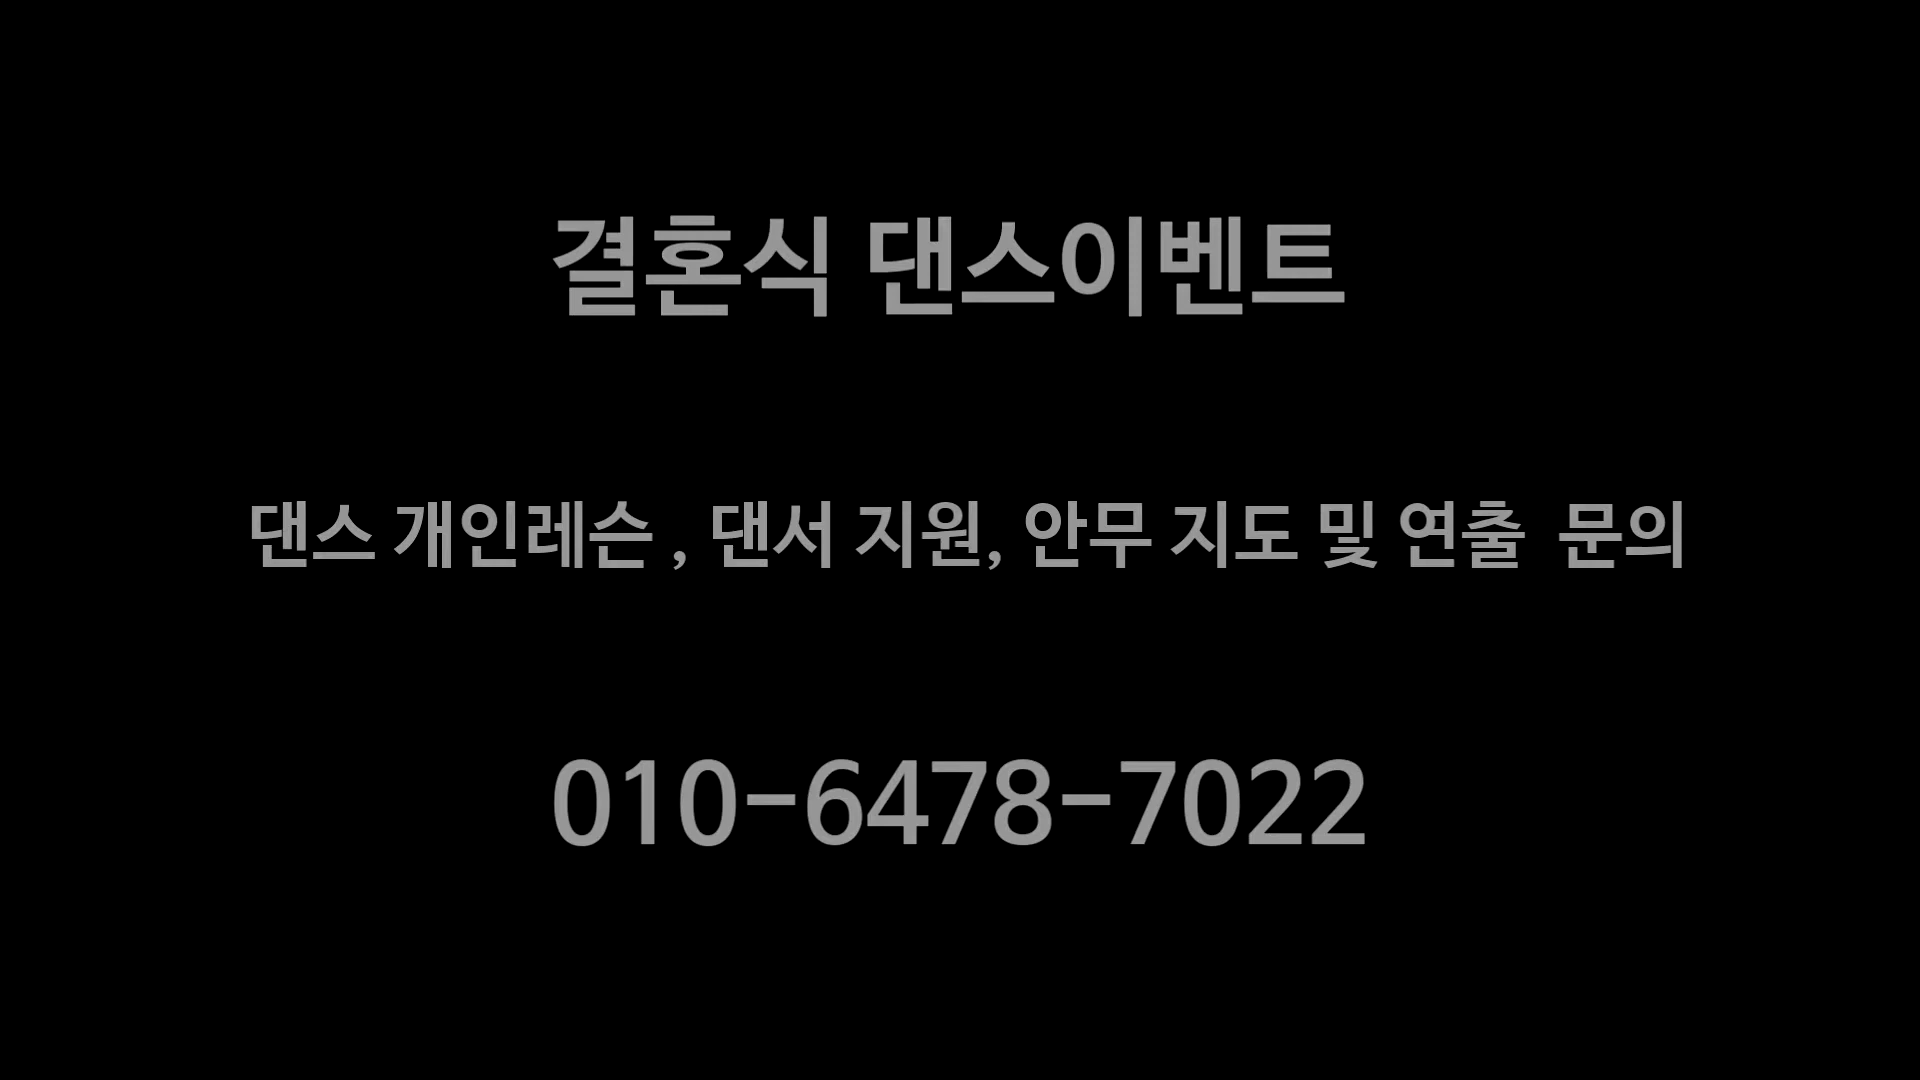 결혼식 댄스이벤트
댄스 개인레슨 , 댄서 지원, 안무 지도 및 연출 문의
010-6478-7022